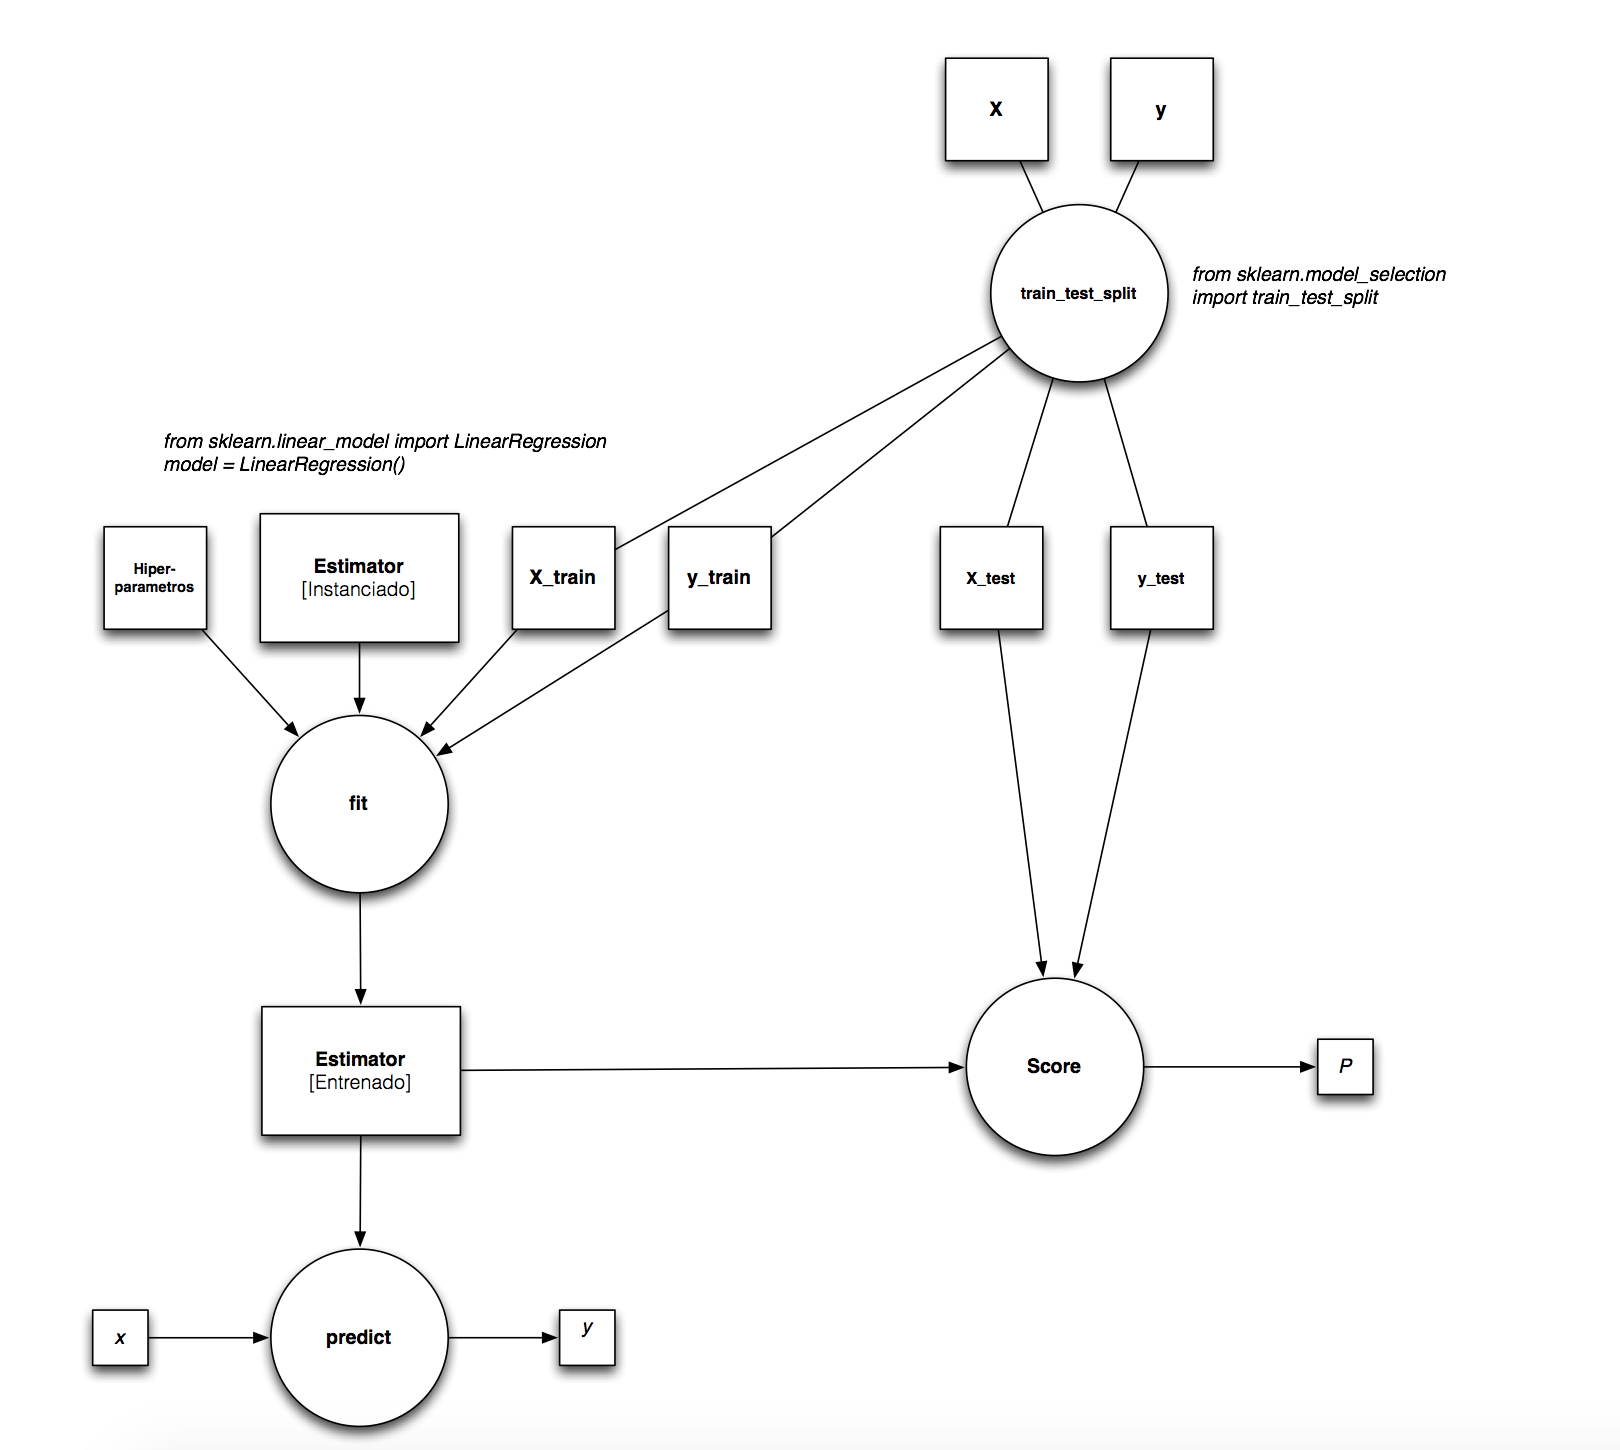 X
y
train_test_split
from sklearn.model_selection
import train_test_split
from sklearn.linear_model import LinearRegression
model = LinearRegression()
Hiper-
parametros
Estimator
[Instanciado]
X_train
y_train
X_test
y_test
fit
Estimator
[Entrenado]
Score
P
x
predict
y